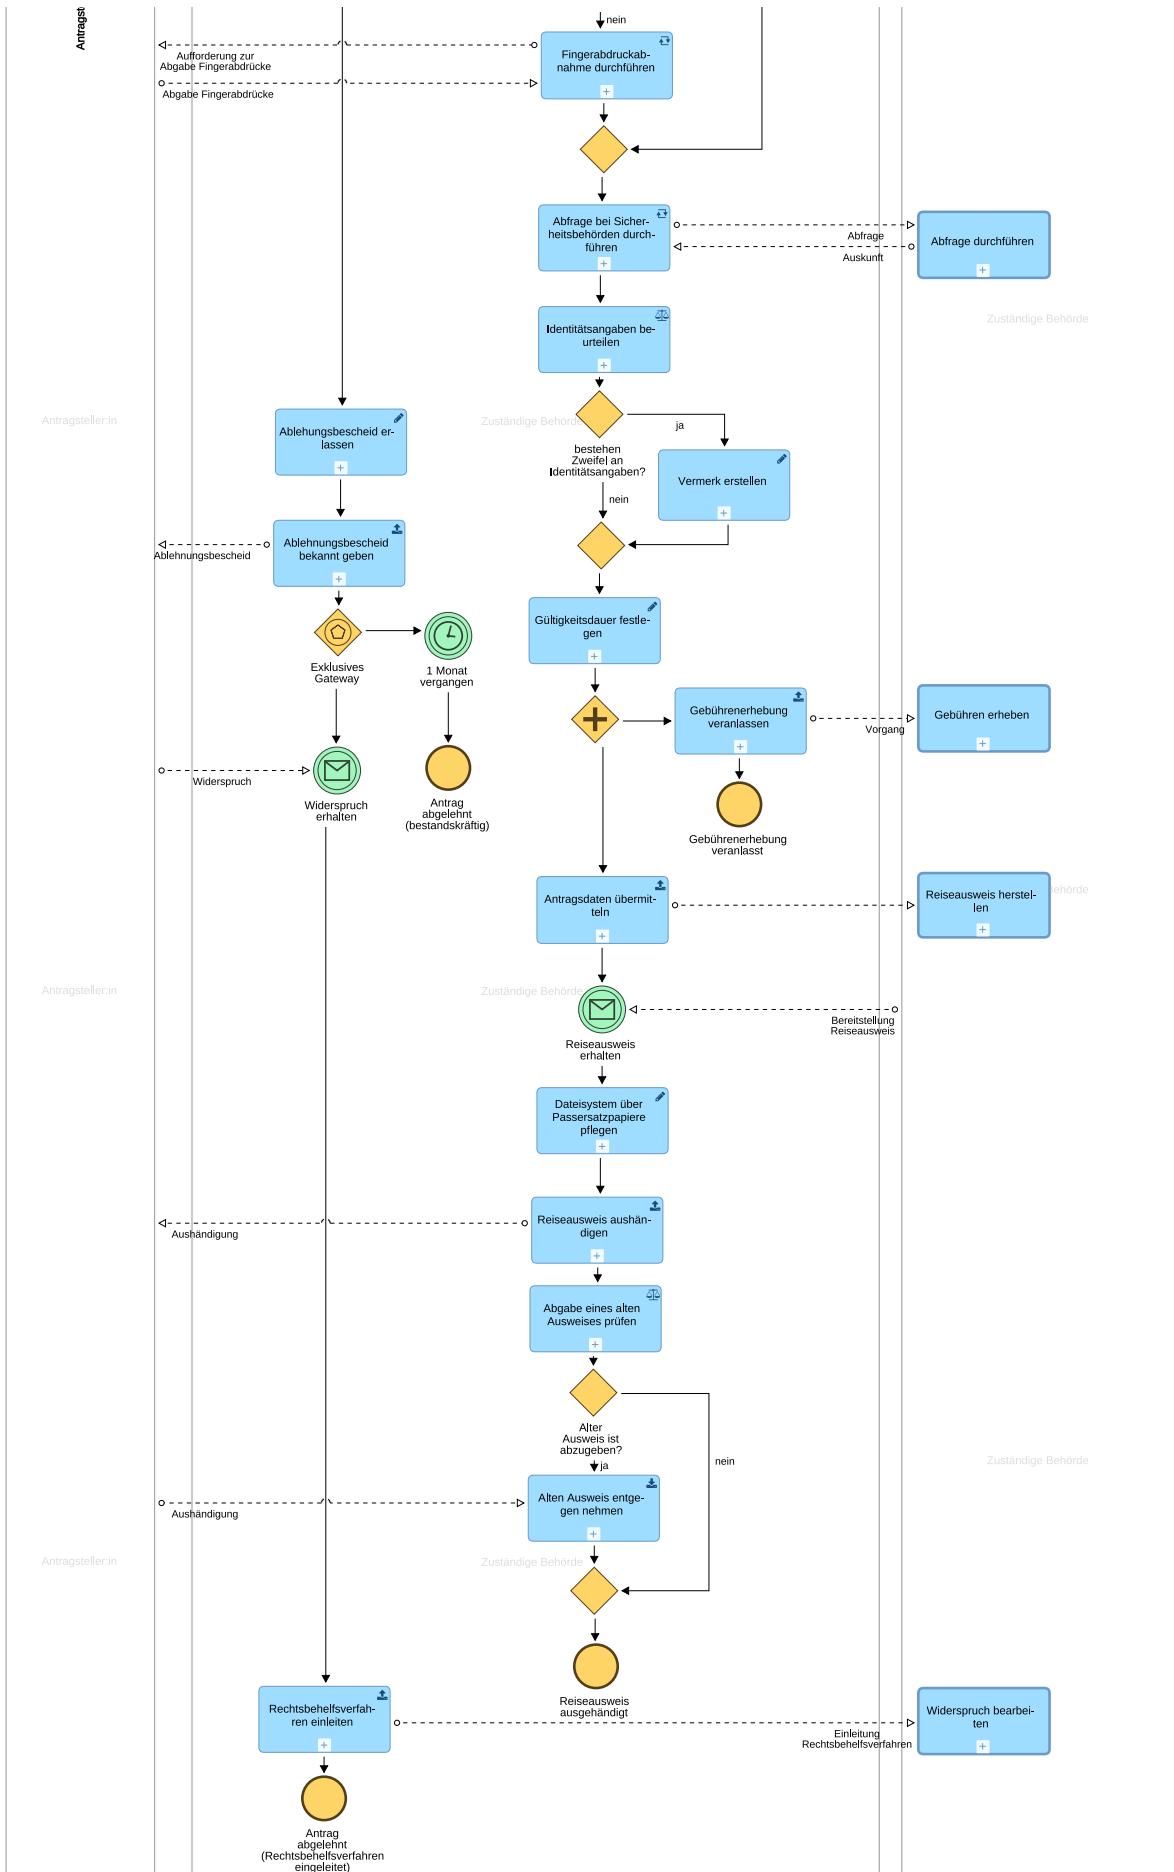 Antragst
nein
Fingerabdruckab-
nahme durchführen
Aufforderung zur
Abgabe Fingerabdrücke
Abgabe Fingerabdrücke
Abfrage bei Sicher-
heitsbehörden durch-
führen
Abfrage
Auskunft
Abfrage durchführen
Zuständige Behörde
Identitätsangaben be-
urteilen
Antragsteller:in
Zuständige Behörde
Ablehungsbescheid er-
lassen
ja
bestehen
Zweifel an
Identitätsangaben?
Vermerk erstellen
nein
Ablehnungsbescheid
bekannt geben
Ablehnungsbescheid
Gültigkeitsdauer festle-
gen
Exklusives
Gateway
1 Monat
vergangen
Gebührenerhebung
veranlassen
Vorgang
Gebühren erheben
Widerspruch
Widerspruch
erhalten
Antrag
abgelehnt
(bestandskräftig)
Gebührenerhebung
veranlasst
Antragsdaten übermit-
teln
Reiseausweis herstel-
len
ehörde
Antragsteller:in
Zuständige Behörde
Bereitstellung
Reiseausweis
Reiseausweis
erhalten
Dateisystem über
Passersatzpapiere
pflegen
Reiseausweis aushän-
digen
Aushändigung
Abgabe eines alten
Ausweises prüfen
Alter
Ausweis ist
abzugeben?
ja
nein
Zuständige Behörde
Alten Ausweis entge-
gen nehmen
Aushändigung
Antragsteller:in
Zuständige Behörde
Reiseausweis
ausgehändigt
Rechtsbehelfsverfah-
ren einleiten
Einleitung
Rechtsbehelfsverfahren
Widerspruch bearbei-
ten
Antrag
abgelehnt
(Rechtsbehelfsverfahren
eingeleitet)